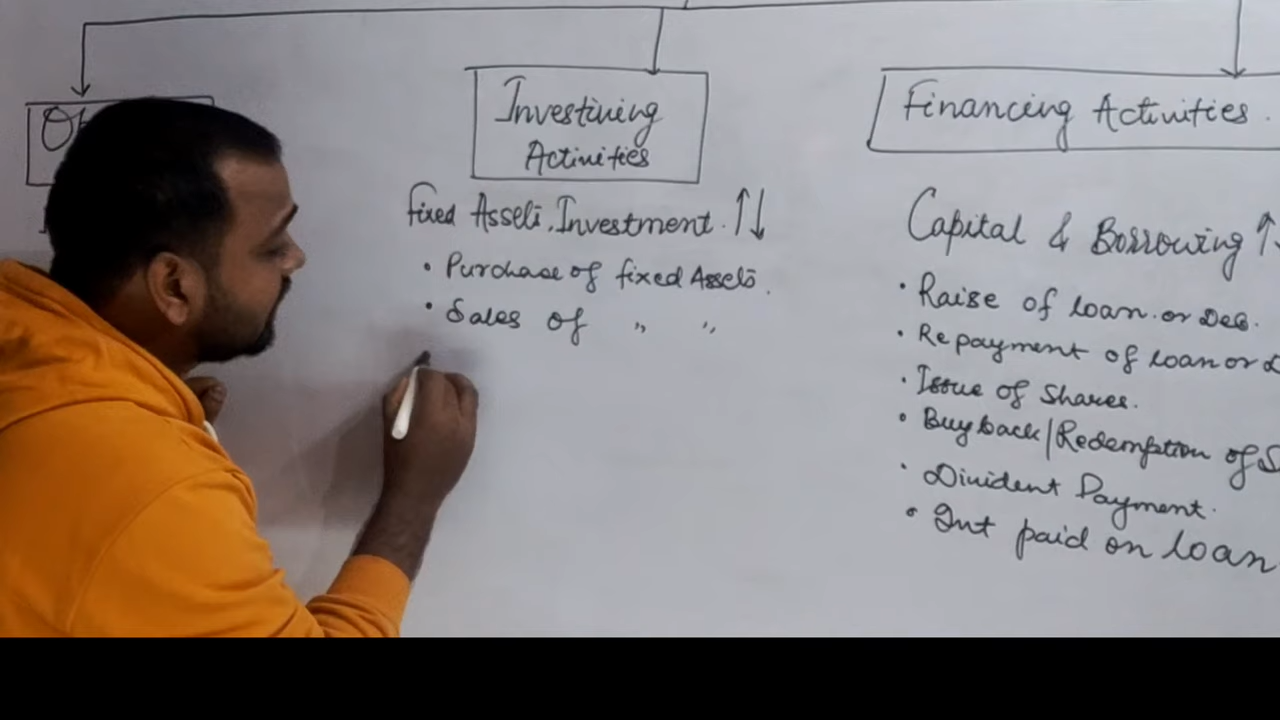 Investining
Activities
fixed Assets, Investment. ↑↓
• Purchase of fixed Assets.
• Sales of " "
Financing Activities.
Capital & Borrowing ↑
• Raise of loan or Deb.
• Repayment of loan or
• Issue of Shares.
• Buyback/Redemption of
• Divident Payment.
• Int paid on loan